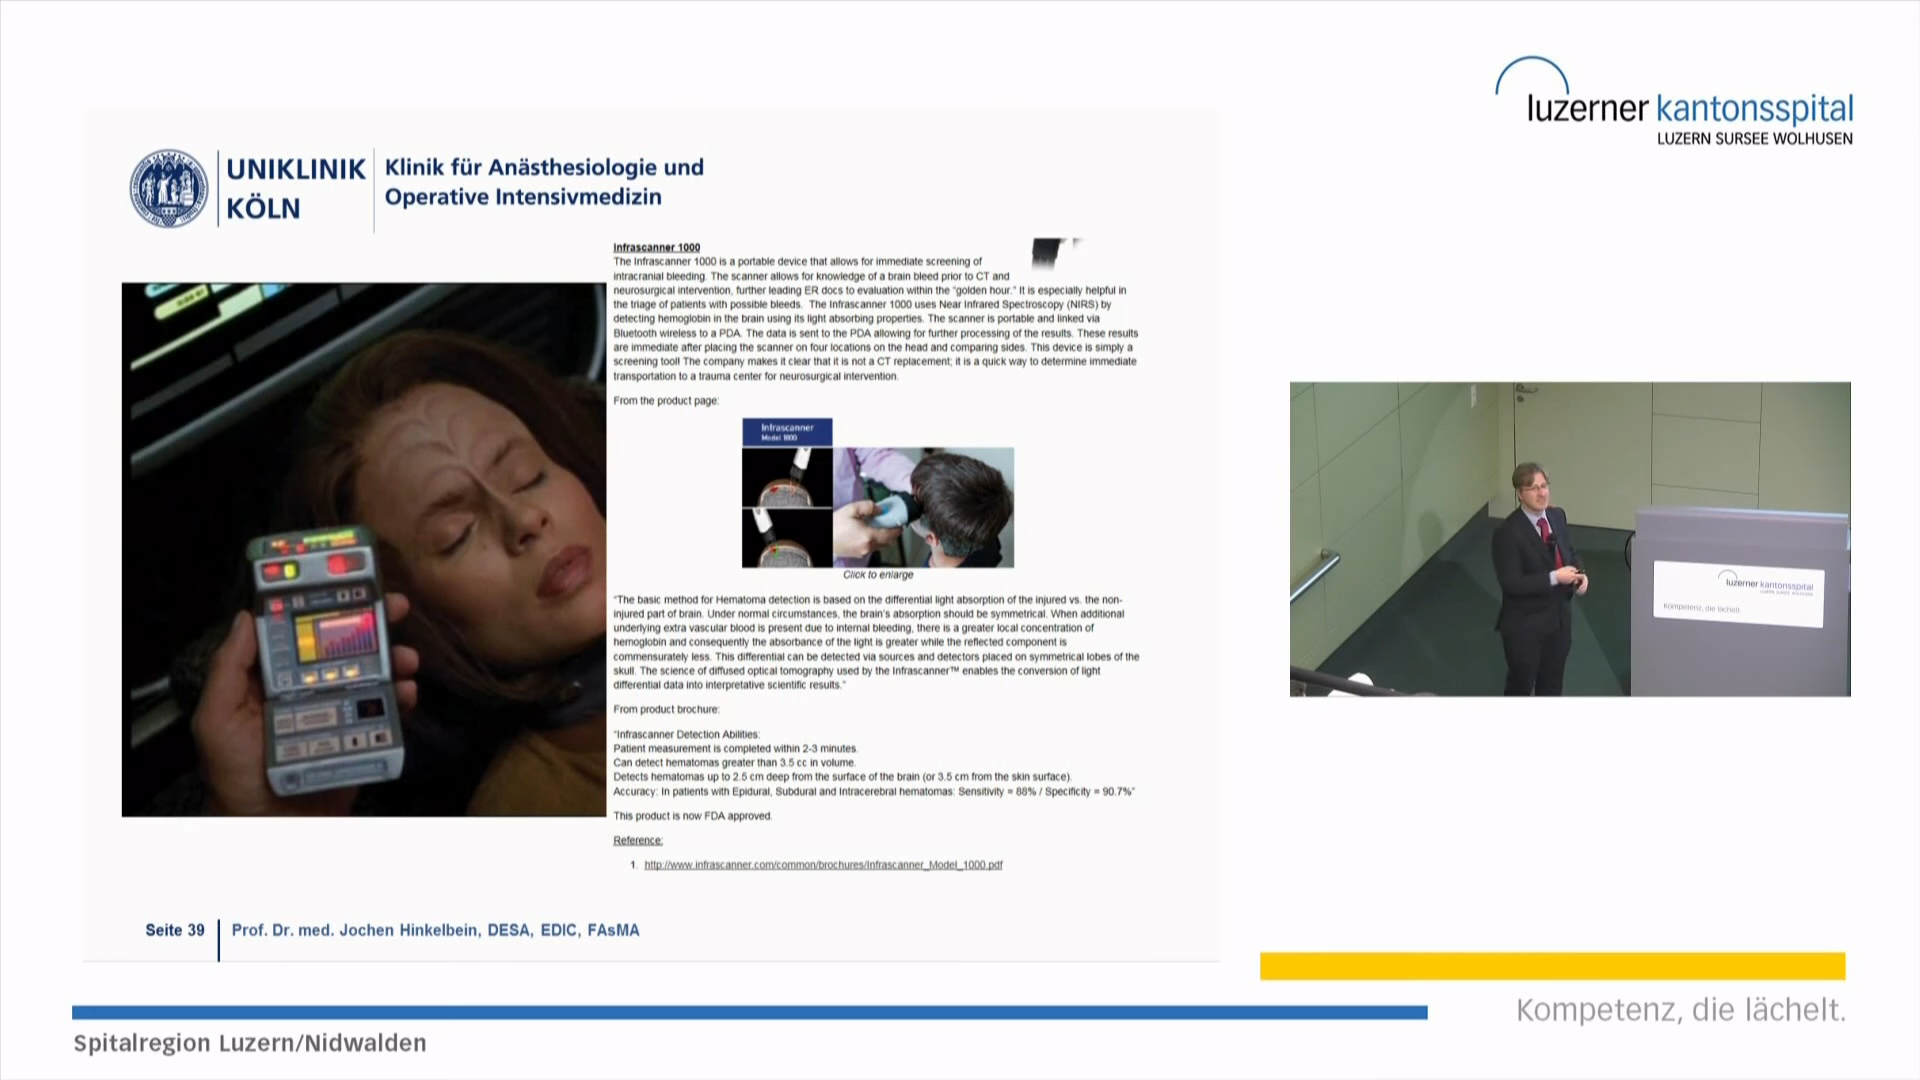 luzerner kantonsspital
LUZERN SURSEE WOLHUSEN
UNIKLINIK
KÖLN
Klinik für Anästhesiologie und
Operative Intensivmedizin
Infrascanner 1000
The Infrascanner 1000 is a portable device that allows for immediate screening of
intracranial bleeding. The scanner allows for knowledge of a brain bleed prior to CT and
neurosurgical intervention, further leading ER docs to evaluation within the "golden hour." It is especially helpful in
the triage of patients with possible bleeds. The Infrascanner 1000 uses Near Infrared Spectroscopy (NIRS) by
detecting hemoglobin in the brain using its light absorbing properties. The scanner is portable and linked via
Bluetooth wireless to a PDA. The data is sent to the PDA allowing for further processing of the results. These results
are immediate after placing the scanner on four locations on the head and comparing sides. This device is simply a
screening tool! The company makes it clear that it is not a CT replacement; it is a quick way to determine immediate
transportation to a trauma center for neurosurgical intervention.
From the product page:
Infrascanner
Model 1000
Click to enlarge
"The basic method for Hematoma detection is based on the differential light absorption of the injured vs. the non-
injured part of brain. Under normal circumstances, the brain's absorption should be symmetrical. When additional
underlying extra vascular blood is present due to internal bleeding, there is a greater local concentration of
hemoglobin and consequently the absorbance of the light is greater while the reflected component is
commensurately less. This differential can be detected via sources and detectors placed on symmetrical lobes of the
skull. The science of diffused optical tomography used by the Infrascanner™ enables the conversion of light
differential data into interpretative scientific results."
From product brochure:
"Infrascanner Detection Abilities:
Patient measurement is completed within 2-3 minutes.
Can detect hematomas greater than 3.5 cc in volume.
Detects hematomas up to 2.5 cm deep from the surface of the brain (or 3.5 cm from the skin surface).
Accuracy: In patients with Epidural, Subdural and Intracerebral hematomas: Sensitivity = 88% / Specificity = 90.7%"
This product is now FDA approved.
Reference:
1. http://www.infrascanner.com/common/brochures/Infrascanner_Model_1000.pdf
Seite 39
Prof. Dr. med. Jochen Hinkelbein, DESA, EDIC, FAsMA
luzerner kantonsspital
LUZERN SURSEE WOLHUSEN
Kompetenz, die lächelt.
Kompetenz, die lächelt.
Spitalregion Luzern/Nidwalden